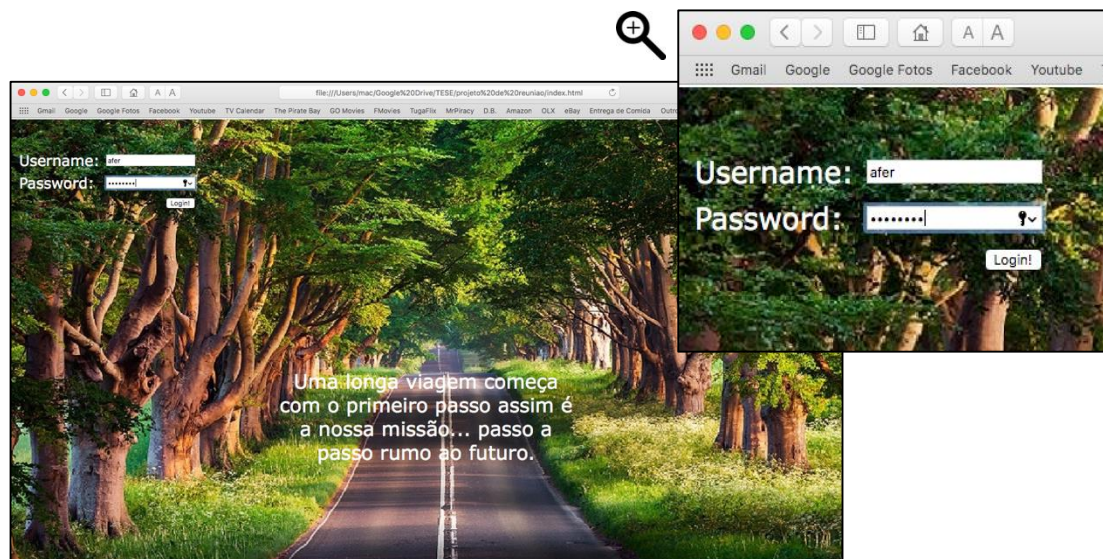 A A
Gmail Google Google Fotos Facebook Youtube
file:///Users/mac/Google%20Drive/TESE/projeto%20de%20reuniao/index.html
A A
Gmail Google Google Fotos Facebook Youtube TV Calendar The Pirate Bay GO Movies FMovies TugaFlix MrPiracy D.B. Amazon OLX eBay Entrega de Comida
Username: afer
Password: ••••••••
Login!
Username: afer
Password: ••••••••
Login!
Uma longa viagem começa
com o primeiro passo assim é
a nossa missão... passo a
passo rumo ao futuro.